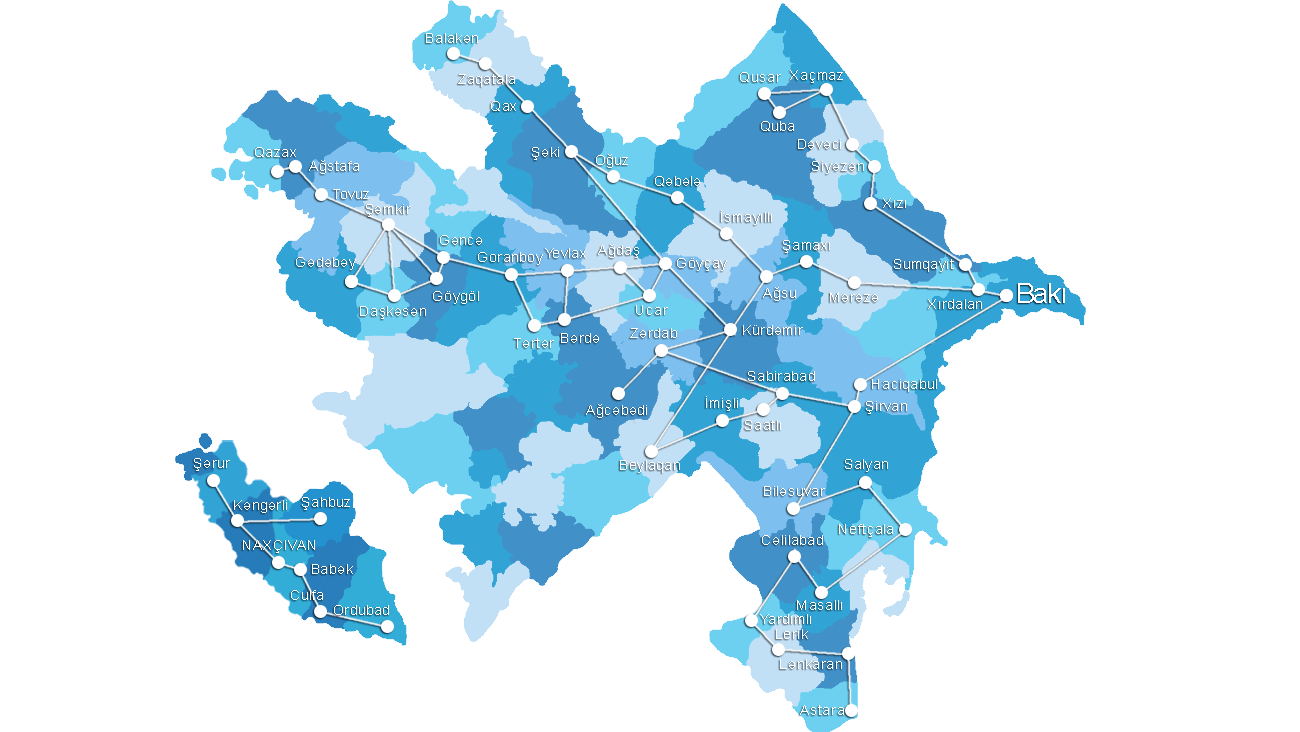 Balakən
Zaqatala
Qax
Qusar
Xaçmaz
Quba
Dəvəçi
Siyəzən
Xızı
Qazax
Ağstafa
Tovuz
Şəmkir
Şəki
Oğuz
Qəbələ
İsmayıllı
Şamaxı
Sumqayıt
Gədəbəy
Gəncə
Goranboy
Yevlax
Ağdaş
Göyçay
Ağsu
Mərəzə
Xırdalan
Bakı
Daşkəsən
Göygöl
Ucar
Tərtər
Bərdə
Zərdab
Kürdəmir
Sabirabad
Hacıqabul
Ağcəbədi
İmişli
Saatlı
Şirvan
Beyləqan
Biləsuvar
Salyan
Neftçala
Cəlilabad
Masallı
Yardımlı
Lerik
Lənkəran
Astara
Şərur
Kəngərli
Şahbuz
NAXÇIVAN
Babək
Culfa
Ordubad